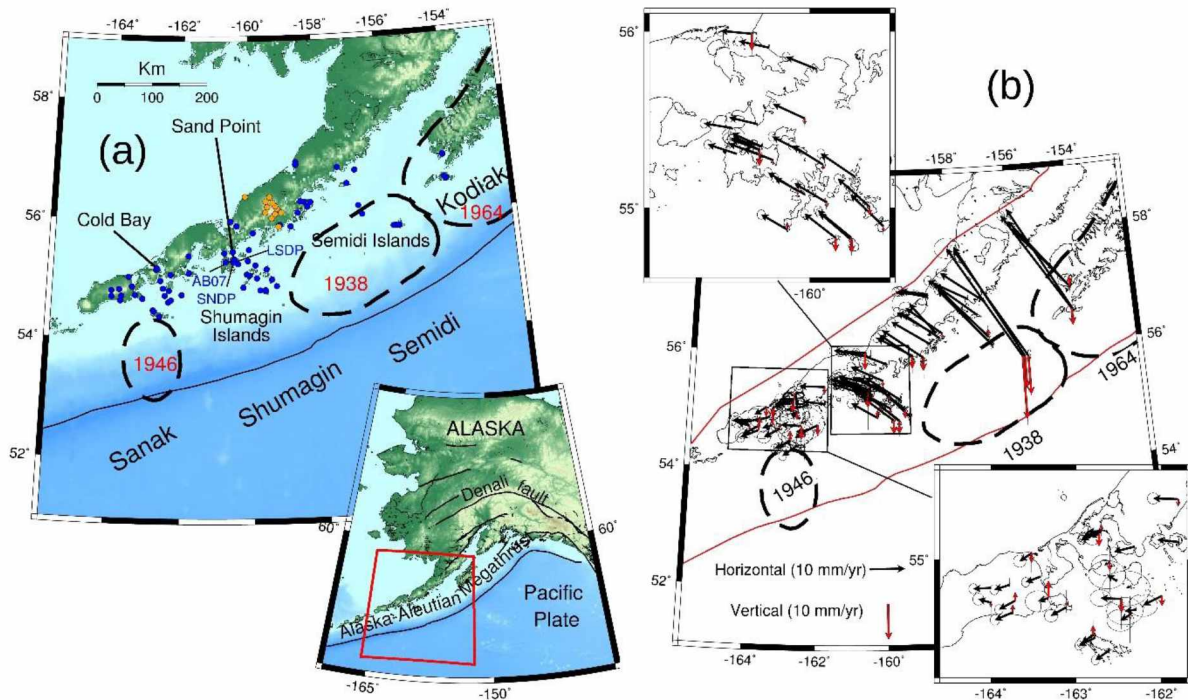 -164° -162° -160° -158° -156° -154°
Km
0 100 200
58°
56°
54°
52°
(a)
Sand Point
Cold Bay
Kodiak
1964
Semidi Islands
LSDP
AB07
SNDP
1938
Shumagin
Islands
1946
Semidi
Shumagin
Sanak
ALASKA
Denali fault
60°
60°
Alaska-Aleutian Megathrust
Pacific
Plate
-165°
-150°
(b)
56°
55°
-160°
-158° -156° -154°
58°
56°
56°
54°
54°
52°
1964
1938
1946
Horizontal (10 mm/yr)
Vertical (10 mm/yr)
-164° -162° -160°
55°
-164° -163° -162°